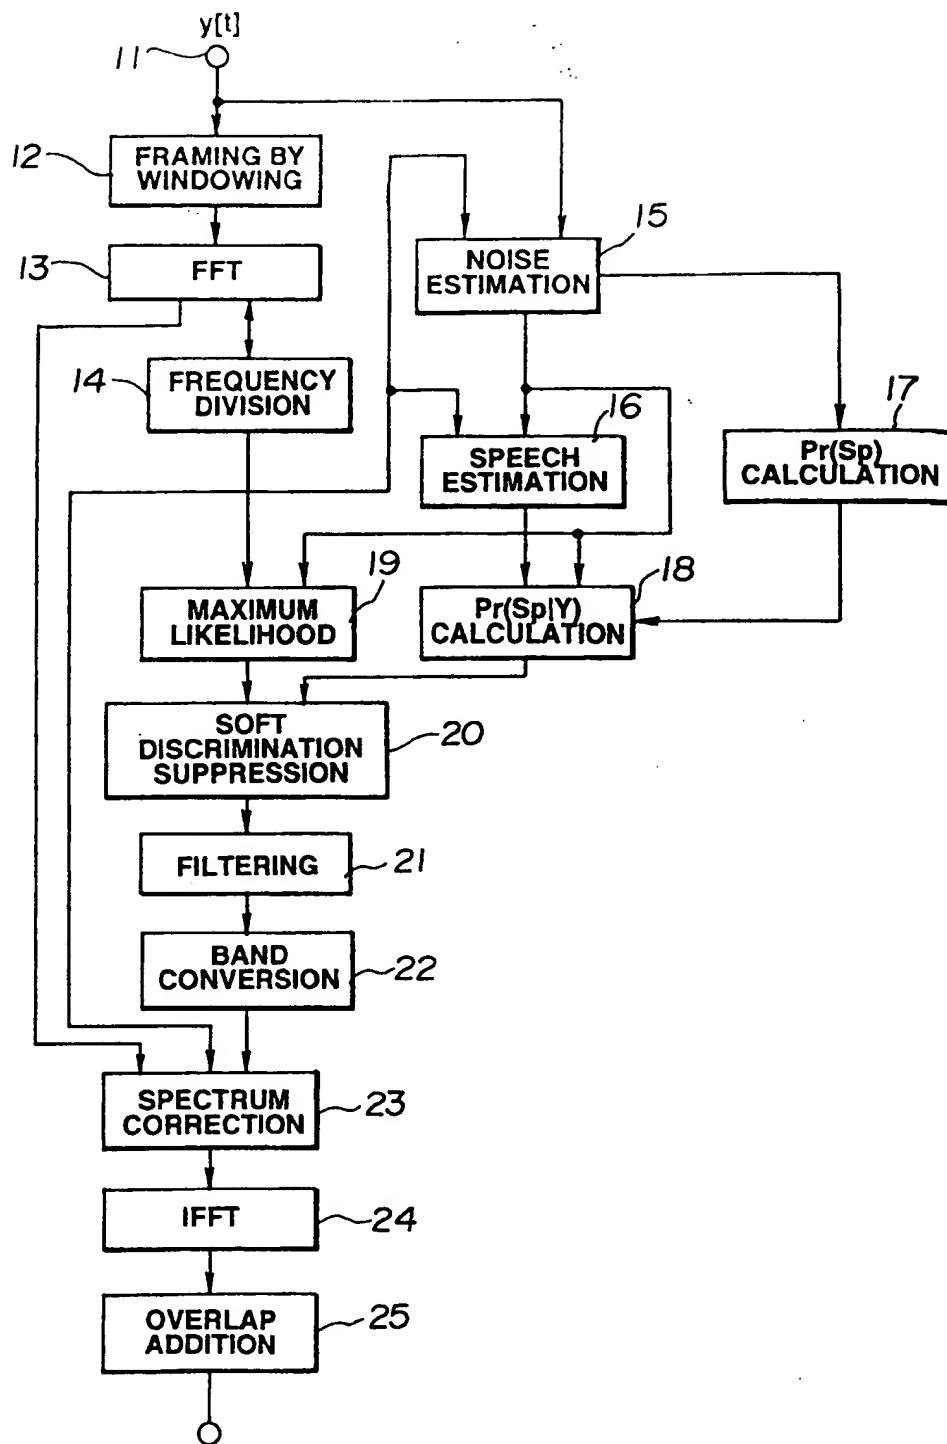 y[t]
11
12
FRAMING BY
WINDOWING
13
FFT
15
NOISE
ESTIMATION
14
FREQUENCY
DIVISION
16
SPEECH
ESTIMATION
17
Pr(Sp)
CALCULATION
19
MAXIMUM
LIKELIHOOD
18
Pr(Sp|Y)
CALCULATION
SOFT
DISCRIMINATION
SUPPRESSION
20
FILTERING
21
BAND
CONVERSION
22
SPECTRUM
CORRECTION
23
IFFT
24
OVERLAP
ADDITION
25